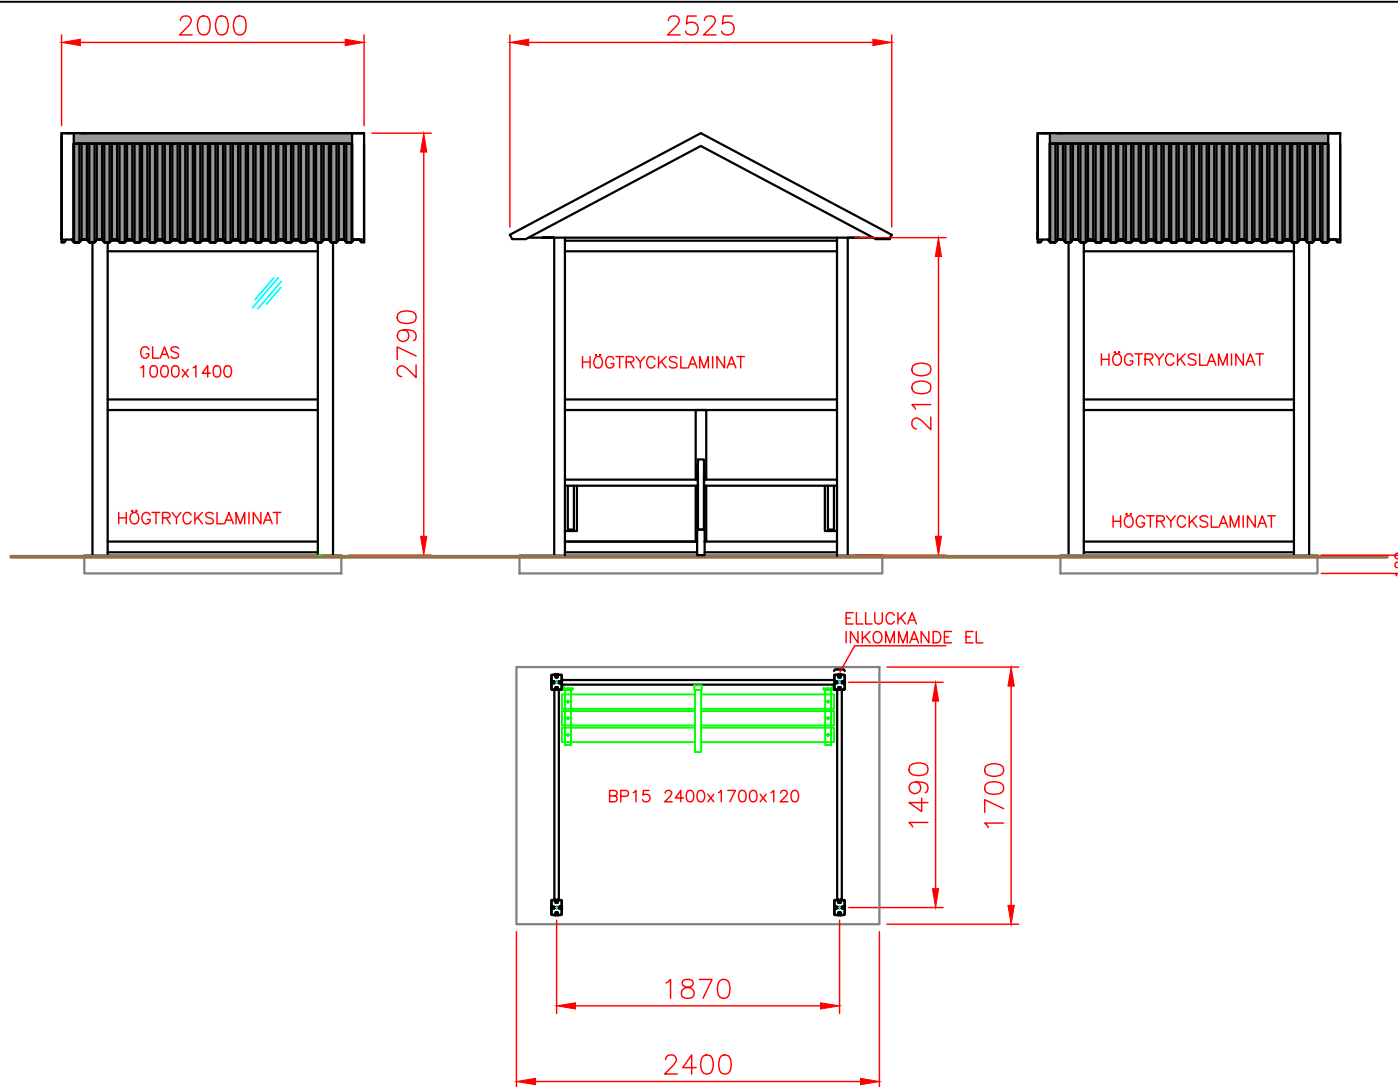 2000
2525
2790
GLAS
1000x1400
HÖGTRYCKSLAMINAT
HÖGTRYCKSLAMINAT
2100
HÖGTRYCKSLAMINAT
HÖGTRYCKSLAMINAT
ELLUCKA
INKOMMANDE EL
BP15 2400x1700x120
1490
1700
1870
2400